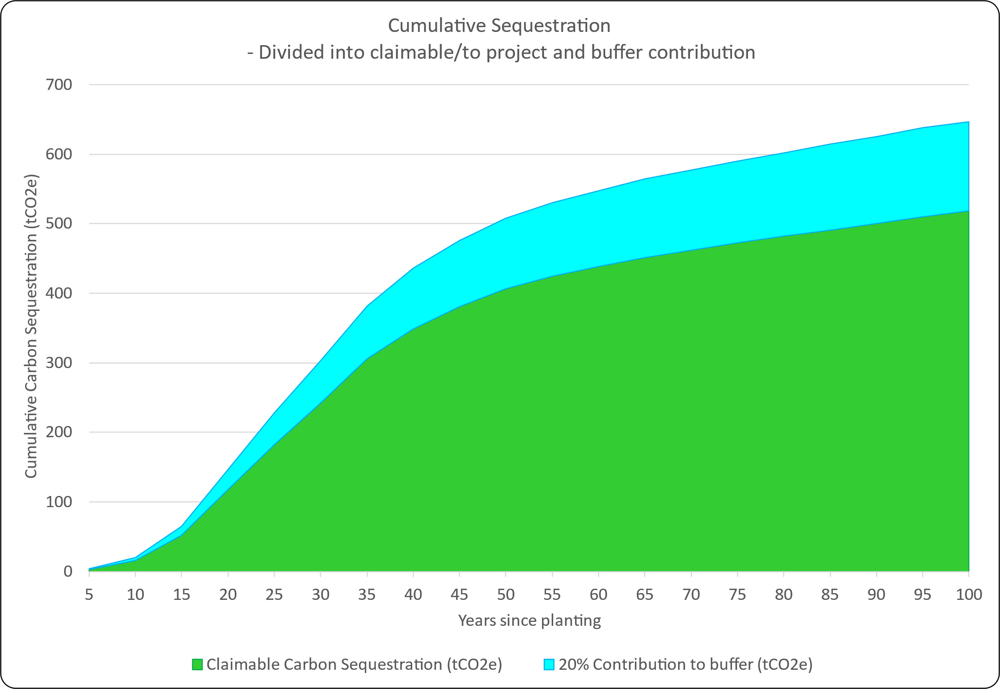 Cumulative Sequestration
- Divided into claimable/to project and buffer contribution
Cumulative Carbon Sequestration (tCO2e)
700
600
500
400
300
200
100
0
5 10 15 20 25 30 35 40 45 50 55 60 65 70 75 80 85 90 95 100
Years since planting
Claimable Carbon Sequestration (tCO2e) 20% Contribution to buffer (tCO2e)